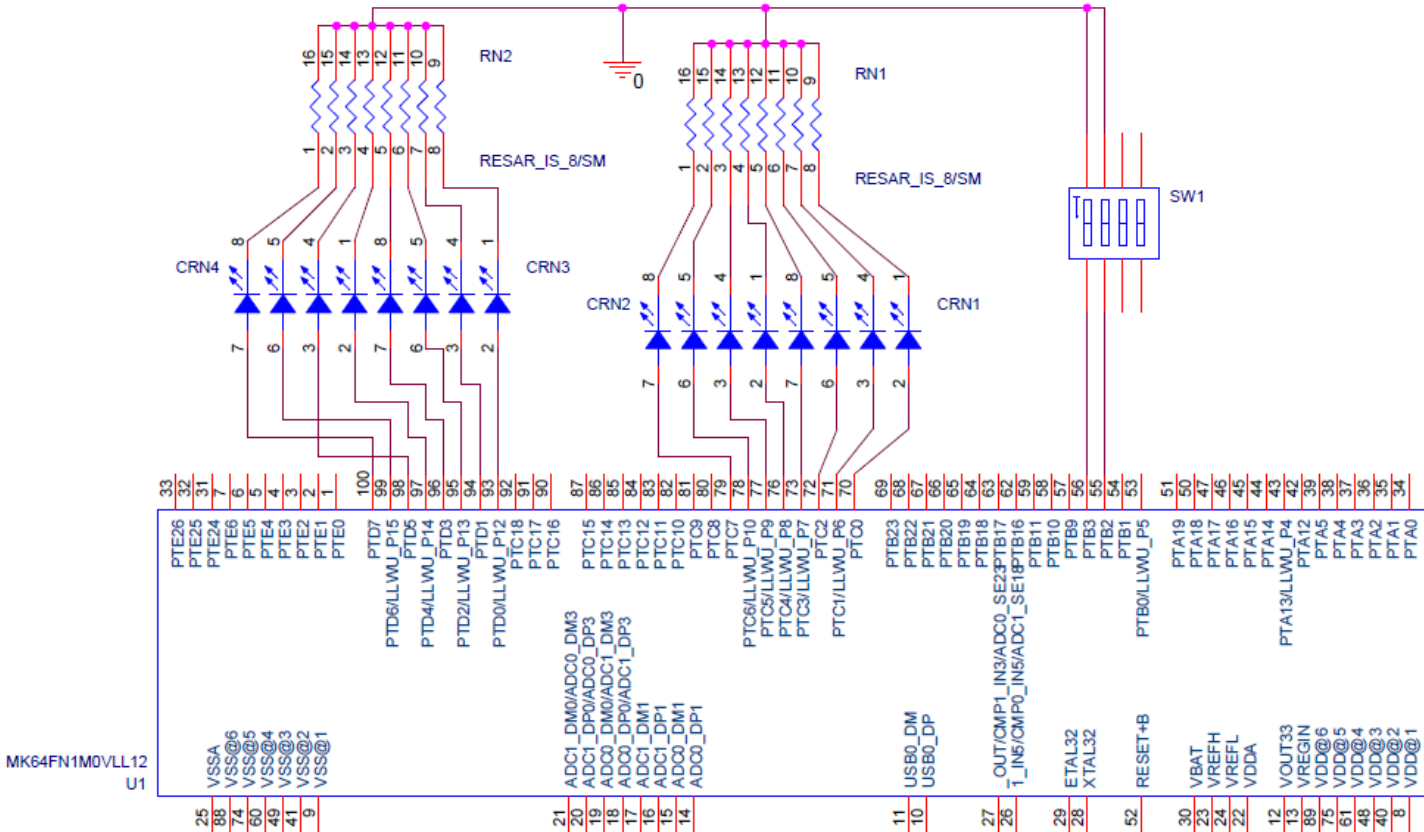 16 15 14 13 12 11 10 9
RN2
1 2 3 4 5 6 7 8
RESAR_IS_8/SM
0
16 15 14 13 12 11 10 9
RN1
1 2 3 4 5 6 7 8
RESAR_IS_8/SM
SW1
CRN4
8 5 4 1 8 5 4 1
CRN3
7 6 3 2 7 6 3 2
CRN2
8 5 4 1 8 5 4 1
CRN1
7 6 3 2 7 6 3 2
33 32 31 7 6 5 4 3 2 1
100 99 98 97 96 95 94 93 92 91 90
87 86 85 84 83 82 81 80 79 78 77 76 73 72 71 70
69 68 67 66 65 64 63 62 59 58 57 56 55 54 53
51 50 47 46 45 44 43 42 39 38 37 36 35 34
PTE26
PTE25
PTE24
PTE6
PTE5
PTE4
PTE3
PTE2
PTE1
PTE0
PTD7
PTD6/LLWU_P15
PTD5
PTD4/LLWU_P14
PTD3
PTD2/LLWU_P13
PTD1
PTD0/LLWU_P12
PTC18
PTC17
PTC16
PTC15
PTC14
PTC13
PTC12
PTC11
PTC10
PTC9
PTC8
PTC7
PTC6/LLWU_P10
PTC5/LLWU_P9
PTC4/LLWU_P8
PTC3/LLWU_P7
PTC2
PTC1/LLWU_P6
PTC0
PTB23
PTB22
PTB21
PTB20
PTB19
PTB18
PTB17
PTB16
PTB11
PTB10
PTB9
PTB3
PTB2
PTB1
PTB0/LLWU_P5
PTA19
PTA18
PTA17
PTA16
PTA15
PTA14
PTA13/LLWU_P4
PTA12
PTA5
PTA4
PTA3
PTA2
PTA1
PTA0
MK64FN1M0VLL12
U1
VSSA
VSS@6
VSS@5
VSS@4
VSS@3
VSS@2
VSS@1
ADC1_DM0/ADC0_DM3
ADC1_DP0/ADC0_DP3
ADC0_DM0/ADC1_DM3
ADC0_DP0/ADC1_DP3
ADC1_DM1
ADC1_DP1
ADC0_DM1
ADC0_DP1
USB0_DM
USB0_DP
_OUT/CMP1_IN3/ADC0_SE23
1_IN5/CMP0_IN5/ADC1_SE18
ETAL32
XTAL32
RESET+B
VBAT
VREFH
VREFL
VDDA
VOUT33
VREGIN
VDD@6
VDD@5
VDD@4
VDD@3
VDD@2
VDD@1
25 88 74 60 49 41 9
21 20 19 18 17 16 15 14
11 10
27 26
29 28
52
30 23 24 22
12 13 89 75 61 48 40 8